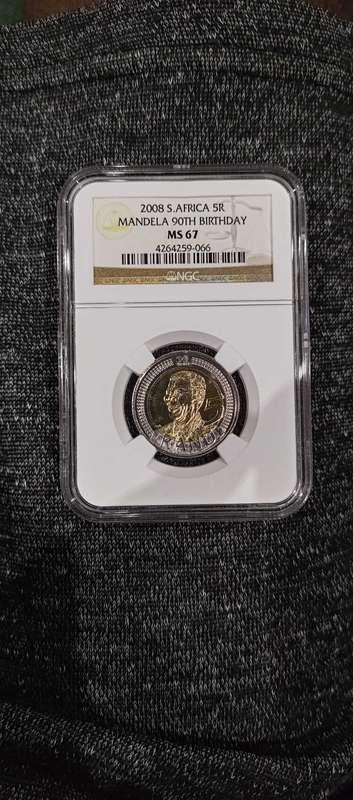 2008 S.AFRICA 5R
MANDELA 90TH BIRTHDAY
MS 67
4264259-066
NGC